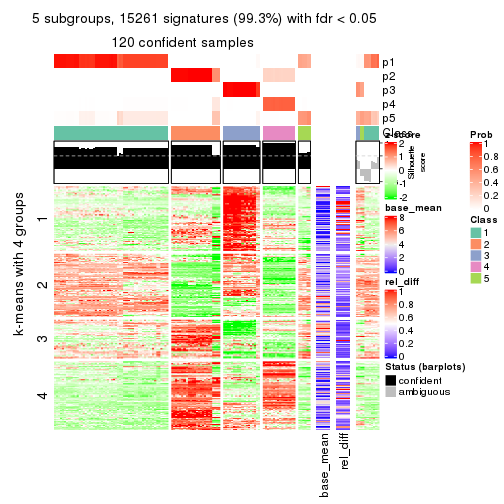 5 subgroups, 15261 signatures (99.3%) with fdr < 0.05
120 confident samples
p1
p2
p3
p4
p5
Class
Silhouette
score
z-score
2
1
0
-1
-2
base_mean
8
6
4
2
0
rel_diff
1
0.8
0.6
0.4
0.2
0
Status (barplots)
confident
ambiguous
Prob
1
0.8
0.6
0.4
0.2
0
Class
1
2
3
4
5
k-means with 4 groups
1
2
3
4
base_mean
rel_diff